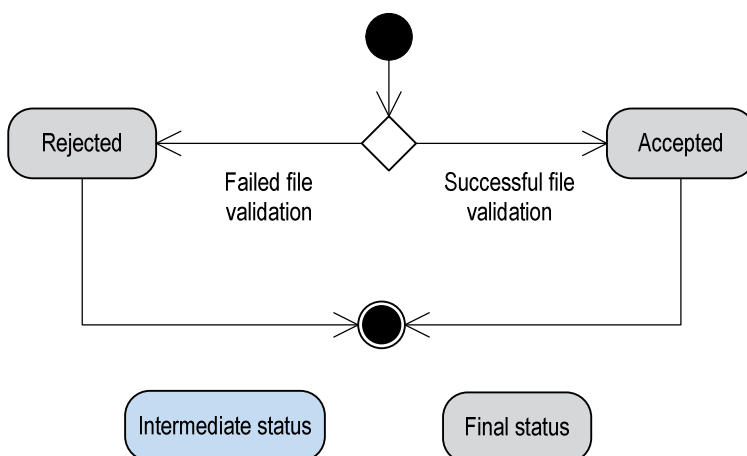 Rejected
Accepted
Failed file
validation
Successful file
validation
Intermediate status
Final status